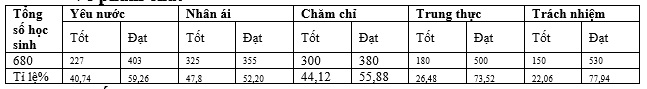 Tổng số học sinh Yêu nước Nhân ái Chăm chỉ Trung thực Trách nhiệm
Tốt Đạt Tốt Đạt Tốt Đạt Tốt Đạt Tốt Đạt
680 227 403 325 355 300 380 180 500 150 530
Tỉ lệ% 40,74 59,26 47,8 52,20 44,12 55,88 26,48 73,52 22,06 77,94